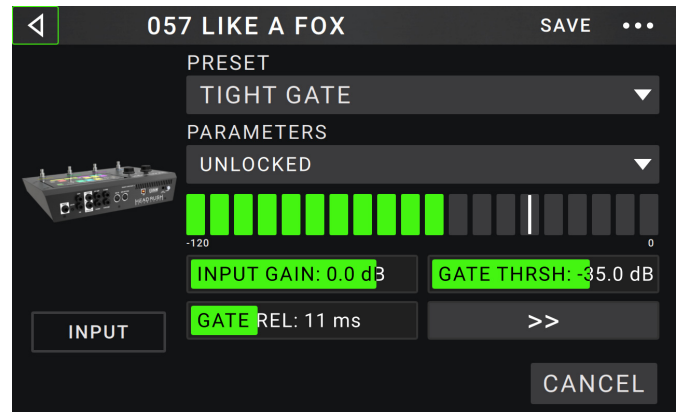 057 LIKE A FOX
SAVE
PRESET
TIGHT GATE
PARAMETERS
UNLOCKED
-120
0
INPUT GAIN: 0.0 dB
GATE THRSH: -35.0 dB
GATE REL: 11 ms
>>
INPUT
CANCEL